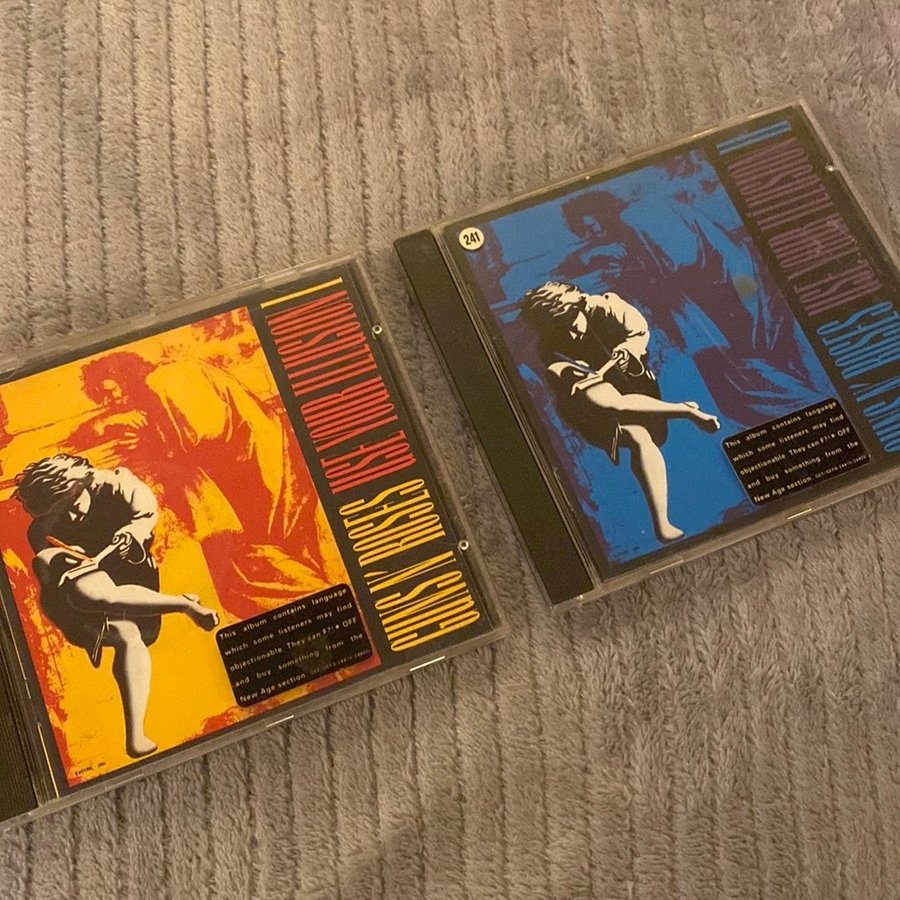 GUNS N' ROSES USE YOUR ILLUSION I
This album contains language
which some listeners may find
objectionable. They can F?!★ OFF
and buy something from the
New Age section
241
GUNS N' ROSES USE YOUR ILLUSION II
This album contains language
which some listeners may find
objectionable. They can F?!★ OFF
and buy something from the
New Age section